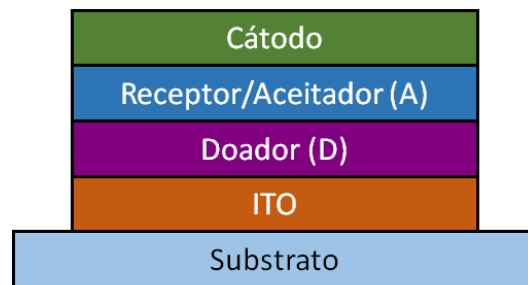 Cátodo
Receptor/Aceitador (A)
Doador (D)
ITO
Substrato